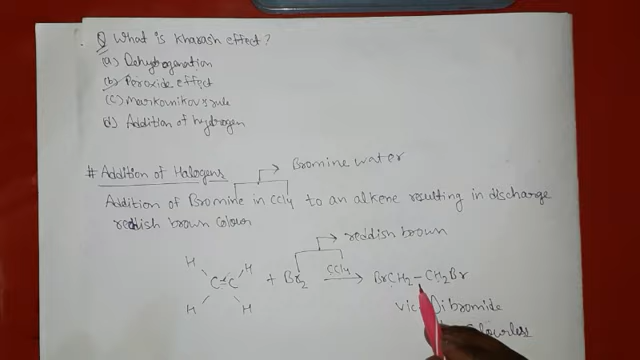 Q What is Kharash effect?
(a) Dehydrogenation
(b) Peroxide effect
(c) Markovnikov's rule
(d) Addition of hydrogen
# Addition of Halogens → Bromine water
Addition of Bromine in CCl4 to an alkene resulting in discharge
reddish brown Colour
→ reddish brown
H H
C=C + Br2 CCl4 → BrCH2-CH2Br
H H
Vic Dibromide
Colourless